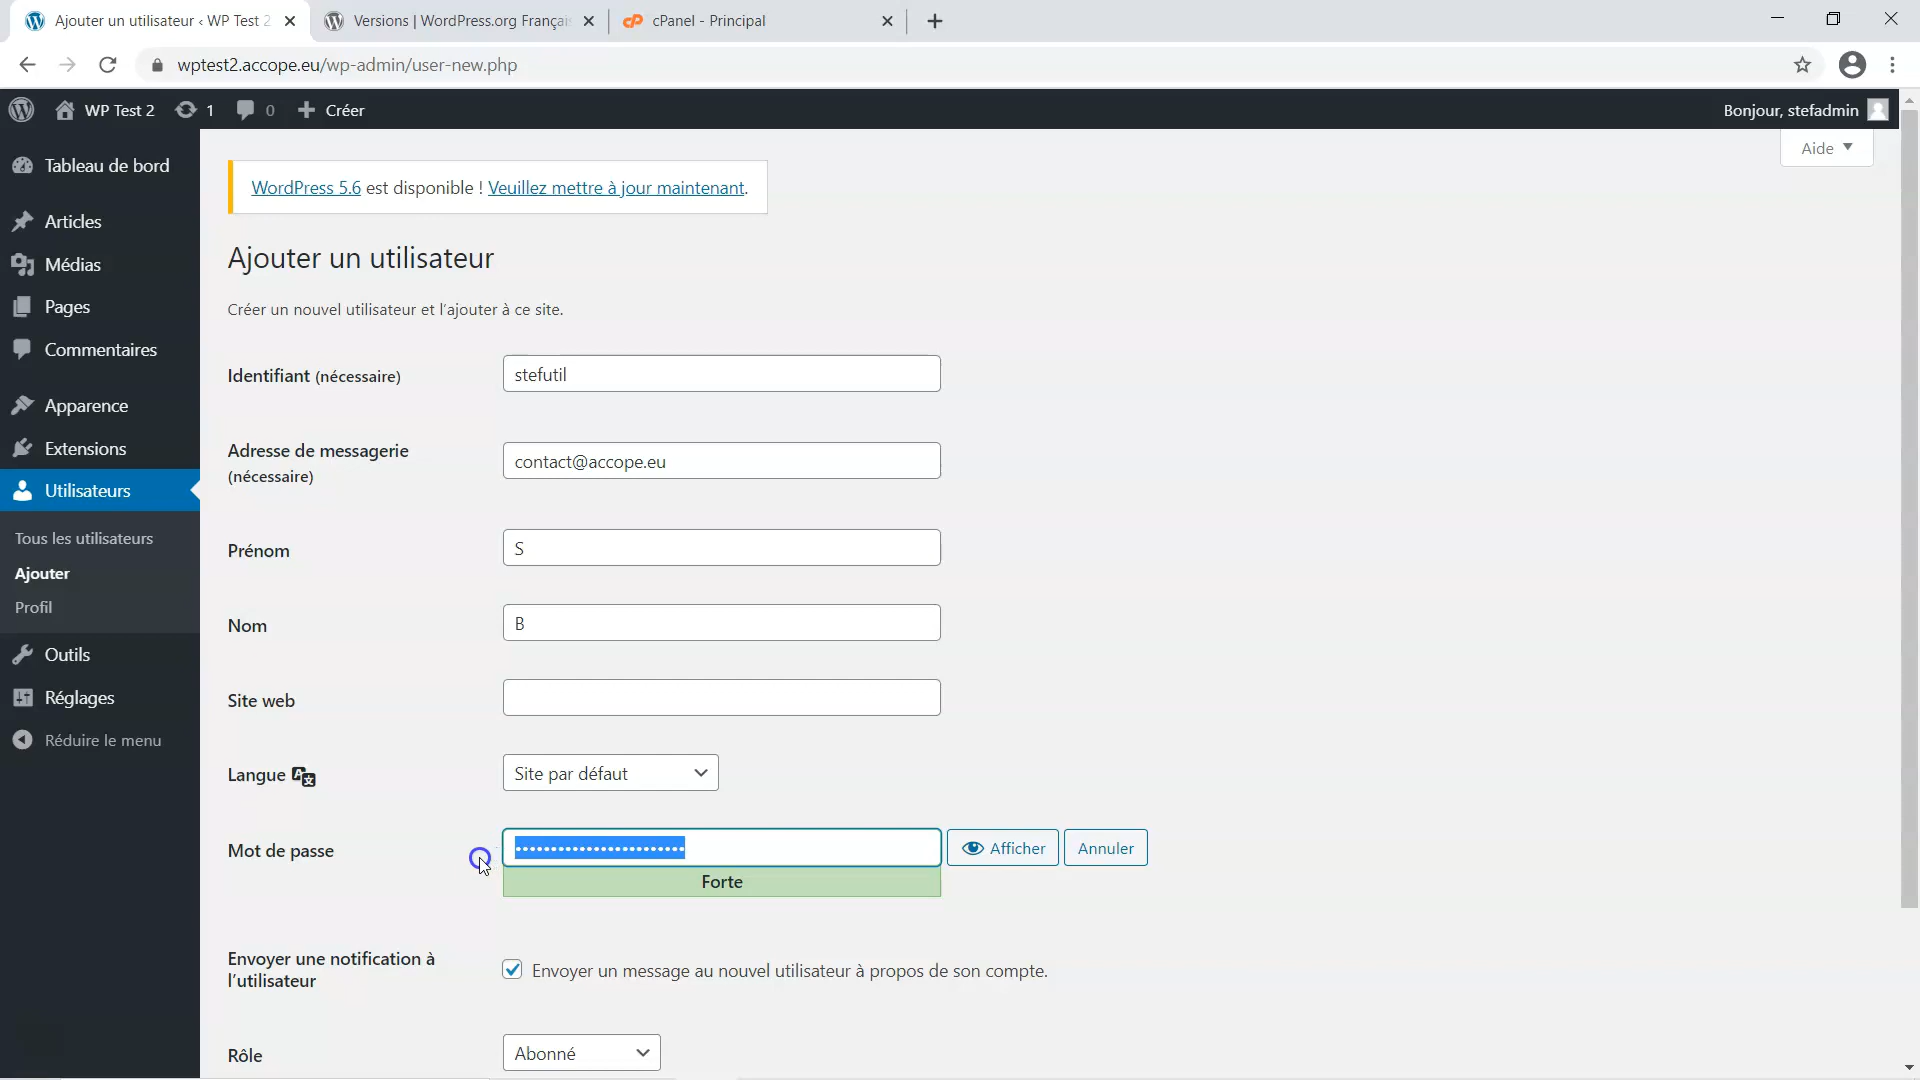 Ajouter un utilisateur ‹ WP Test 2
Versions | WordPress.org Françai
cPanel - Principal
wptest2.accope.eu/wp-admin/user-new.php
WP Test 2
1
0
Créer
Bonjour, stefadmin
Aide
Tableau de bord
Articles
Médias
Pages
Commentaires
Apparence
Extensions
Utilisateurs
Tous les utilisateurs
Ajouter
Profil
Outils
Réglages
Réduire le menu
WordPress 5.6 est disponible ! Veuillez mettre à jour maintenant.
Ajouter un utilisateur
Créer un nouvel utilisateur et l’ajouter à ce site.
Identifiant (nécessaire)
stefutil
Adresse de messagerie
(nécessaire)
contact@accope.eu
Prénom
S
Nom
B
Site web
Langue
Site par défaut
Mot de passe
Afficher
Annuler
Forte
Envoyer une notification à
l’utilisateur
Envoyer un message au nouvel utilisateur à propos de son compte.
Rôle
Abonné